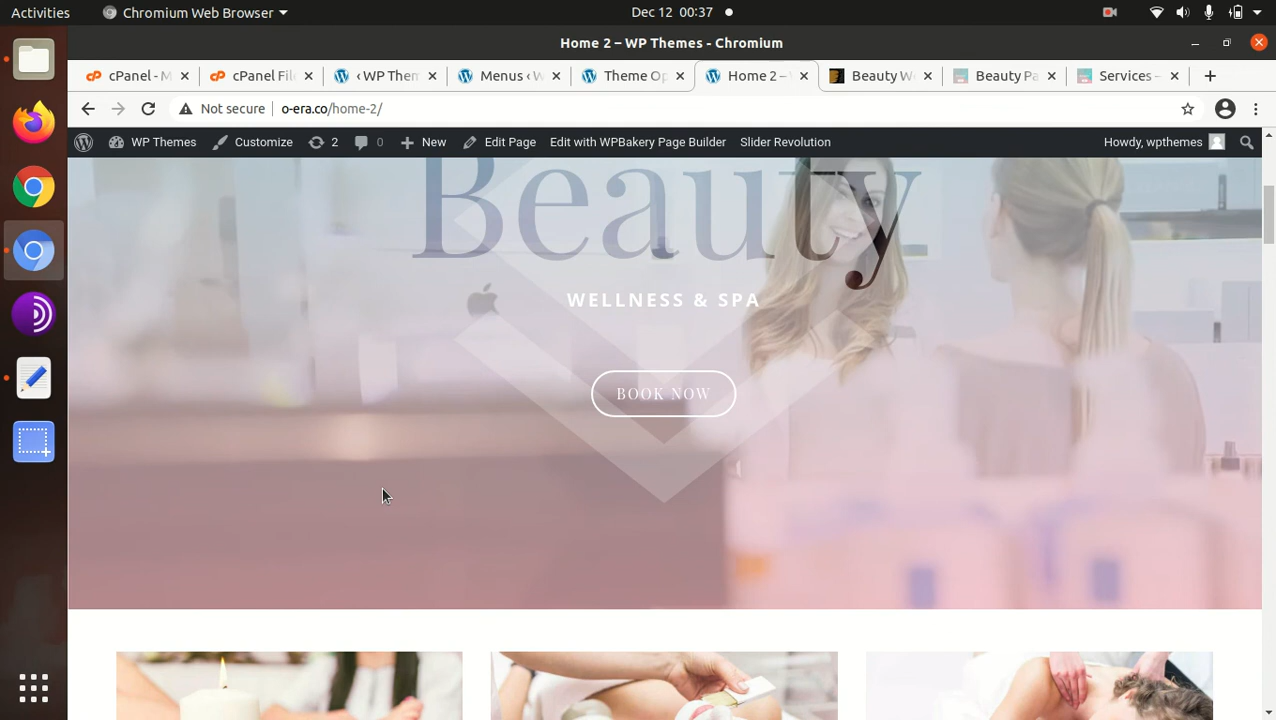 Activities
Chromium Web Browser
Dec 12 00:37
Home 2 – WP Themes - Chromium
cPanel - M
cPanel Fil
‹ WP Them
Menus ‹ W
Theme Op
Home 2 –
Beauty W
Beauty Pa
Services –
Not secure
o-era.co/home-2/
WP Themes
Customize
2
0
New
Edit Page
Edit with WPBakery Page Builder
Slider Revolution
Howdy, wpthemes
Beauty
WELLNESS & SPA
BOOK NOW